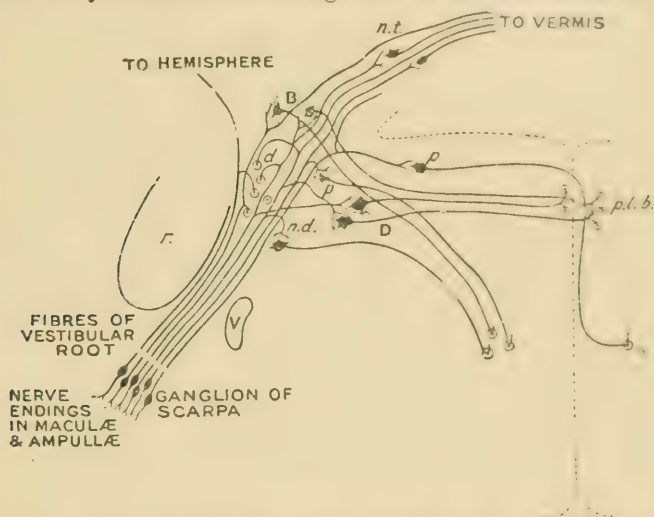 n.t.
TO VERMIS
TO HEMISPHERE
B
d
p
p
p.l.b.
n.d.
D
r.
V
FIBRES OF
VESTIBULAR
ROOT
NERVE
ENDINGS
IN MACULÆ
& AMPULLÆ
GANGLION OF
SCARPA